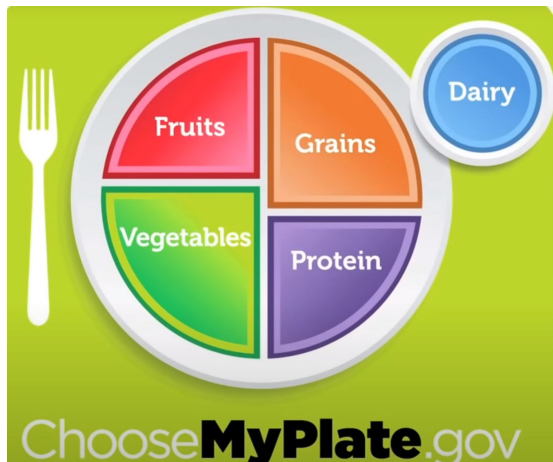 Fruits
Grains
Dairy
Vegetables
Protein
ChooseMyPlate.gov